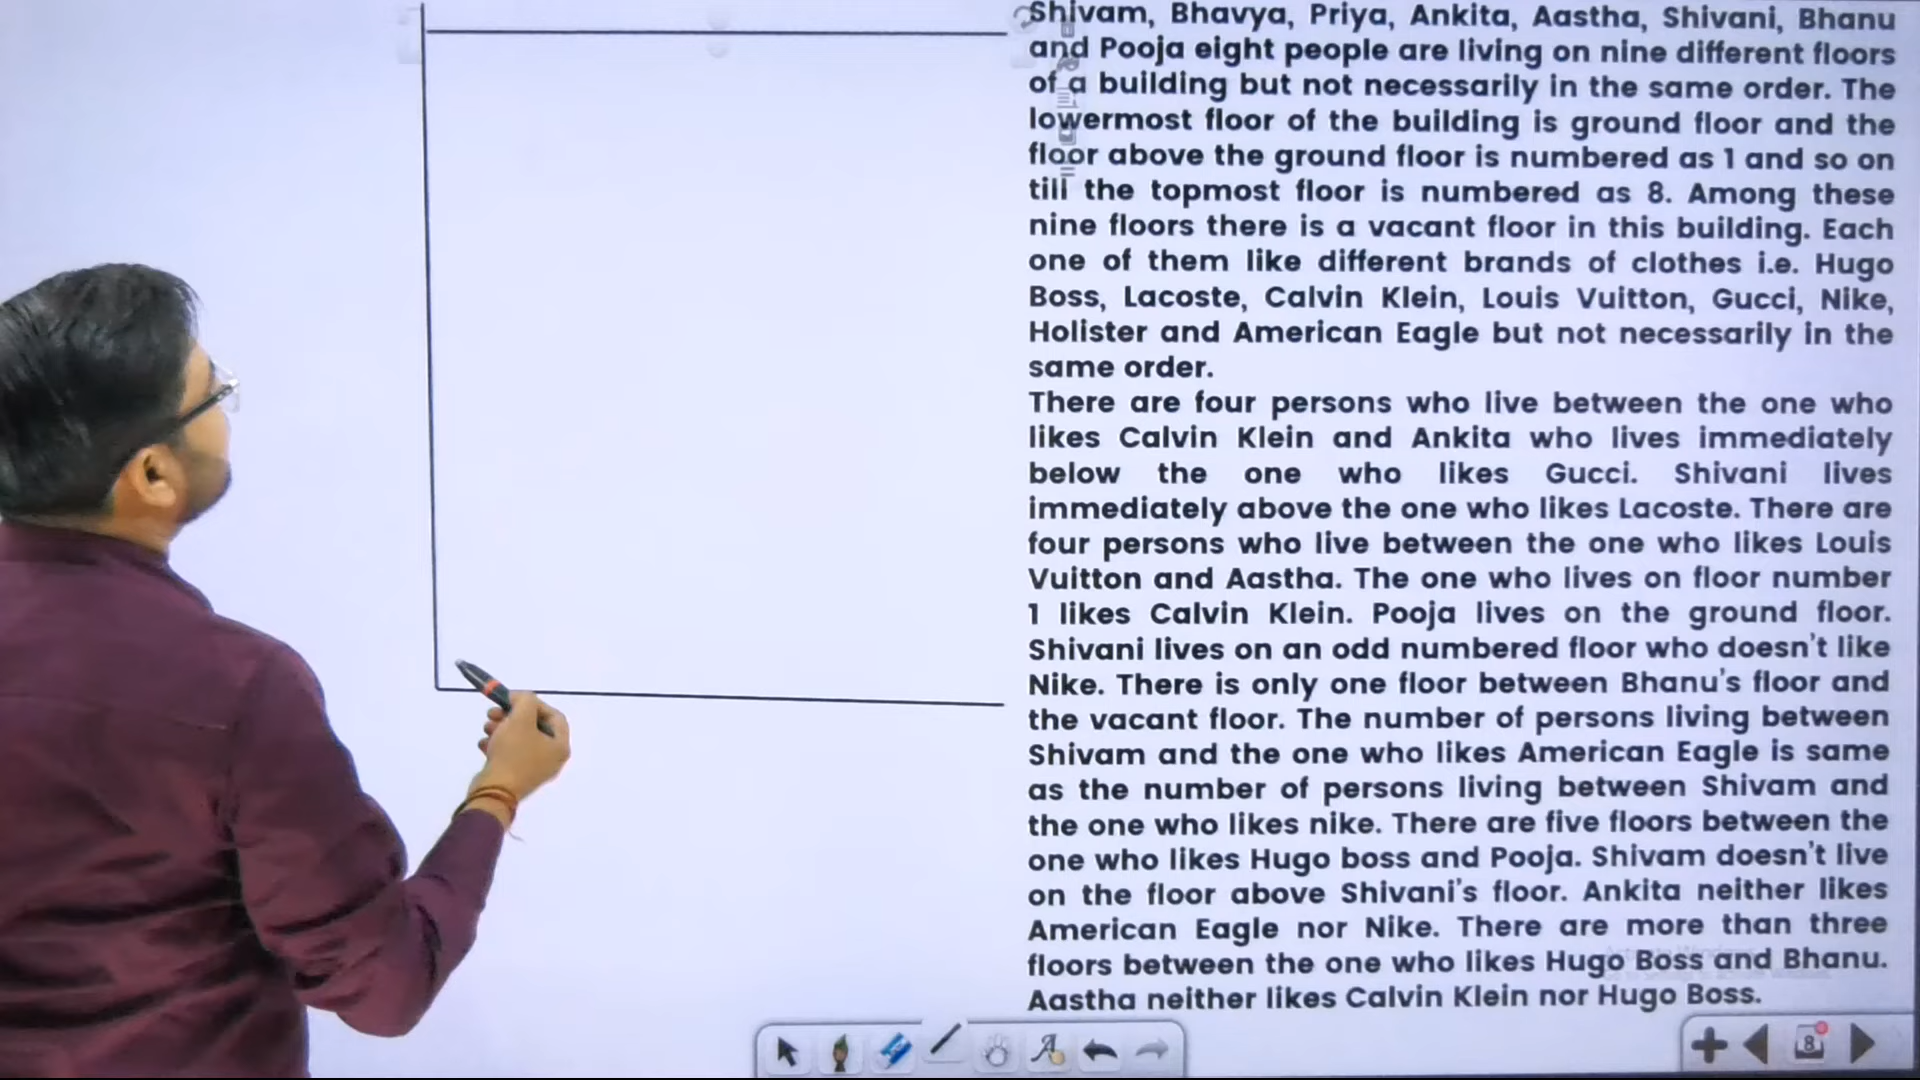 Shivam, Bhavya, Priya, Ankita, Aastha, Shivani, Bhanu
and Pooja eight people are living on nine different floors
of a building but not necessarily in the same order. The
lowermost floor of the building is ground floor and the
floor above the ground floor is numbered as 1 and so on
till the topmost floor is numbered as 8. Among these
nine floors there is a vacant floor in this building. Each
one of them like different brands of clothes i.e. Hugo
Boss, Lacoste, Calvin Klein, Louis Vuitton, Gucci, Nike,
Holister and American Eagle but not necessarily in the
same order.
There are four persons who live between the one who
likes Calvin Klein and Ankita who lives immediately
below the one who likes Gucci. Shivani lives
immediately above the one who likes Lacoste. There are
four persons who live between the one who likes Louis
Vuitton and Aastha. The one who lives on floor number
1 likes Calvin Klein. Pooja lives on the ground floor.
Shivani lives on an odd numbered floor who doesn't like
Nike. There is only one floor between Bhanu's floor and
the vacant floor. The number of persons living between
Shivam and the one who likes American Eagle is same
as the number of persons living between Shivam and
the one who likes nike. There are five floors between the
one who likes Hugo boss and Pooja. Shivam doesn't live
on the floor above Shivani's floor. Ankita neither likes
American Eagle nor Nike. There are more than three
floors between the one who likes Hugo Boss and Bhanu.
Aastha neither likes Calvin Klein nor Hugo Boss.
8